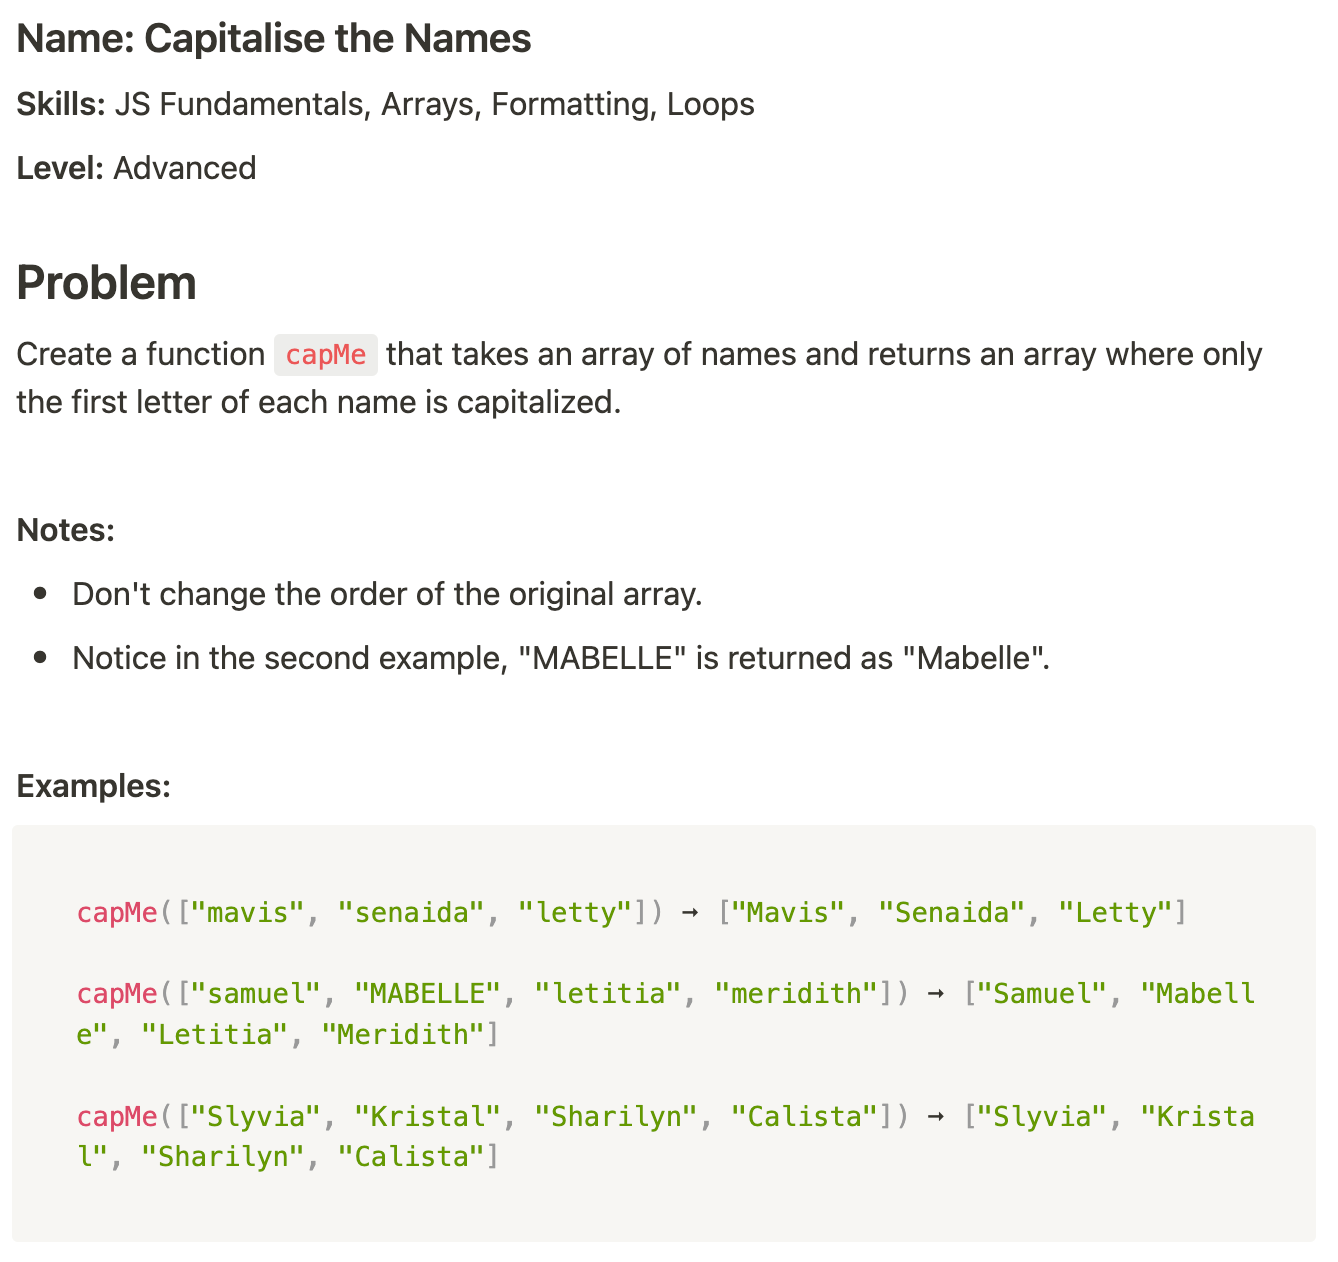 Name: Capitalise the Names
Skills: JS Fundamentals, Arrays, Formatting, Loops
Level: Advanced
Problem
Create a function capMe that takes an array of names and returns an array where only
the first letter of each name is capitalized.
Notes:
• Don't change the order of the original array.
• Notice in the second example, "MABELLE" is returned as "Mabelle".
Examples:
capMe(["mavis", "senaida", "letty"]) ➞ ["Mavis", "Senaida", "Letty"]
capMe(["samuel", "MABELLE", "letitia", "meridith"]) ➞ ["Samuel", "Mabell
e", "Letitia", "Meridith"]
capMe(["Slyvia", "Kristal", "Sharilyn", "Calista"]) ➞ ["Slyvia", "Krista
l", "Sharilyn", "Calista"]